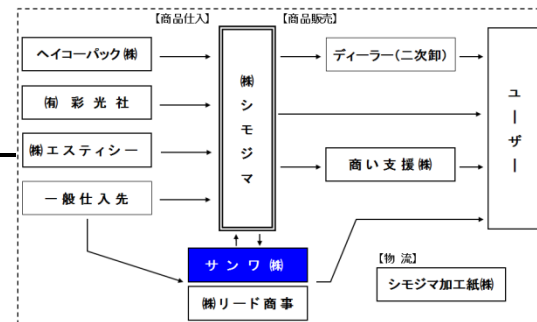 【商品仕入】
【商品販売】
ヘイコーパック㈱
㈲ 彩光社
㈱エスティシー
一般仕入先
㈱シモジマ
ディーラー(二次卸)
商い支援㈱
ユーザー
サンワ㈱
㈱リード商事
【物 流】
シモジマ加工紙㈱